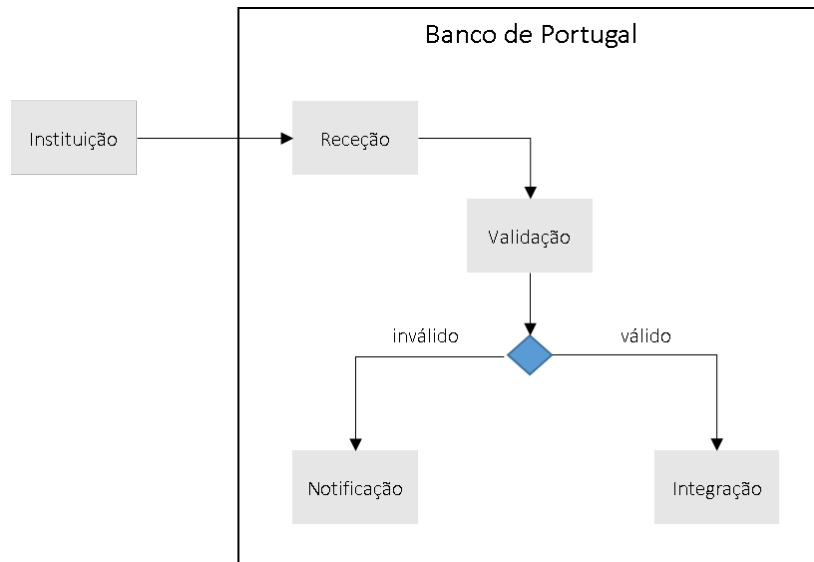 Banco de Portugal
Instituição
Receção
Validação
inválido
válido
Notificação
Integração